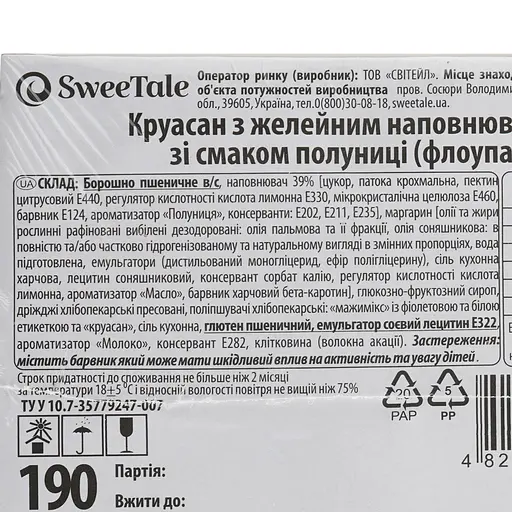 SweeTale
Оператор ринку (виробник): ТОВ «СВІТЕЙЛ». Місце знахо
об'єкта потужностей виробництва пров. Сосюри Володими
обл., 39605, Україна, тел.0(800)30-08-18, sweetale.ua.
Круасан з желейним наповнюв
зі смаком полуниці (флоупа
UA СКЛАД: Борошно пшеничне в/с, наповнювач 39% [цукор, патока крохмальна, пектин
цитрусовий Е440, регулятор кислотності кислота лимонна Е330, мікрокристалічна целюлоза Е460,
барвник Е124, ароматизатор «Полуниця», консерванти: Е202, Е211, Е235], маргарин [олії та жири
рослинні рафіновані вибілені дезодоровані: олія пальмова та її фракції, олія соняшникова: в
повністю та/або частково гідрогенізованому та натуральному вигляді в змінних пропорціях, вода
підготовлена, емульгатори (дистильований моногліцерид, ефір полігліцерину), сіль кухонна
харчова, лецитин соняшниковий, консервант сорбат калію, регулятор кислотності кислота
лимонна, ароматизатор «Масло», барвник харчовий бета-каротин], глюкозно-фруктозний сироп,
дріжджі хлібопекарські пресовані, поліпшувачі хлібопекарські: «мажимікс» із фіолетовою та білою
етикеткою та «круасан», сіль кухонна, глютен пшеничний, емульгатор соєвий лецитин Е322,
ароматизатор «Молоко», консервант Е282, клітковина (волокна акації). Застереження:
містить барвник який може мати шкідливий вплив на активність та увагу дітей.
Строк придатності до споживання не більше ніж 2 місяці
за температури 18±5 °С і відносній вологості повітря не вищій ніж 75%
ТУ У 10.7-35779247-007
20
PAP
5
PP
190
Партія:
Вжити до:
4 82